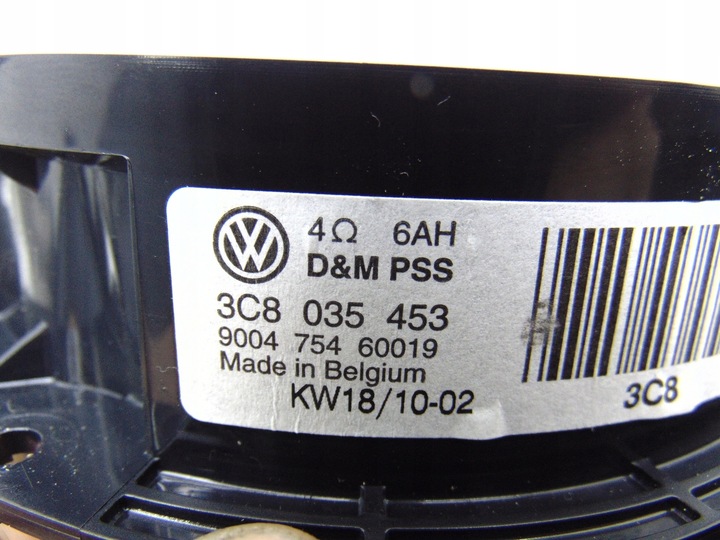 4Ω 6AH
D&M PSS
3C8 035 453
9004 754 60019
Made in Belgium
KW18/10-02
3C8